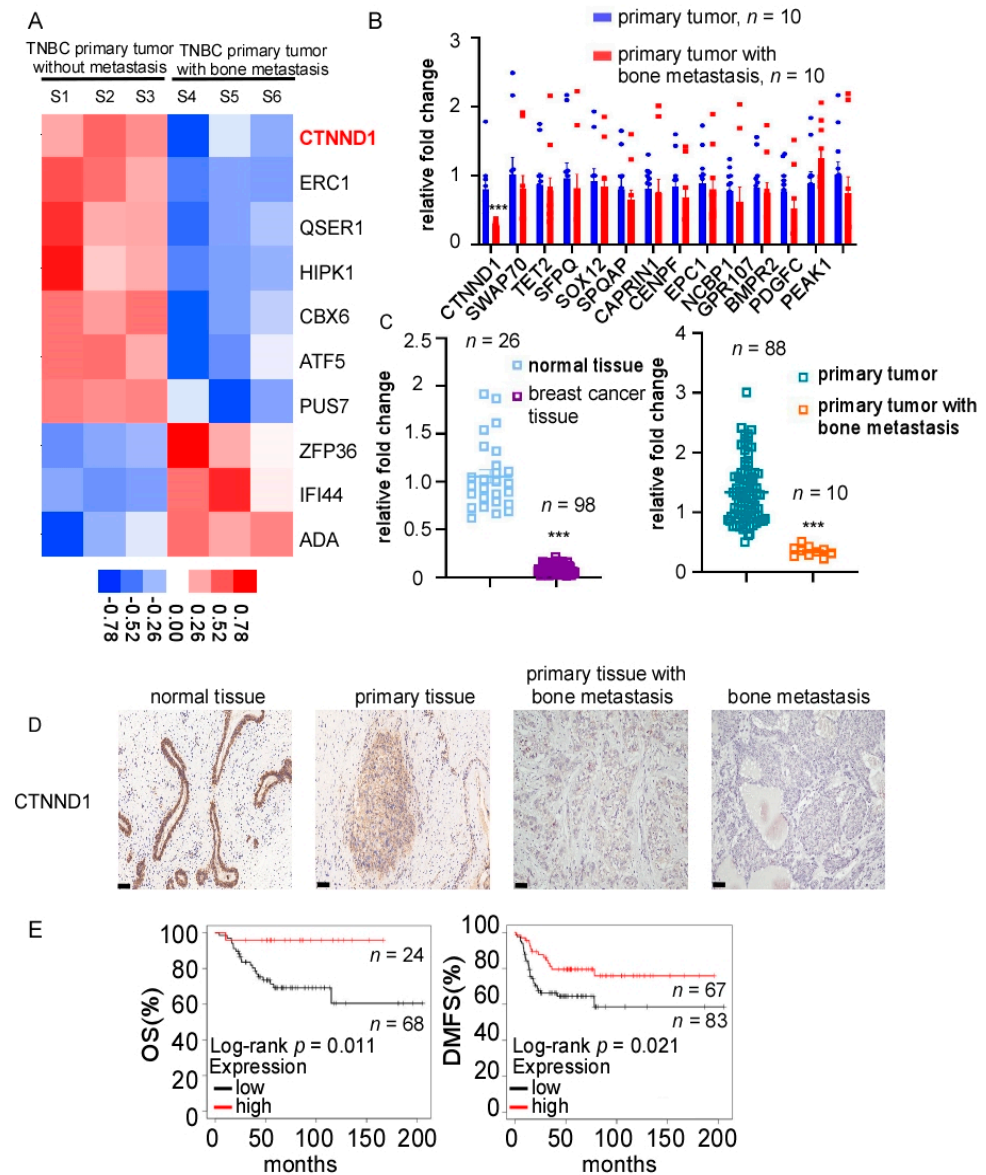 A
TNBC primary tumor
without metastasis
TNBC primary tumor
with bone metastasis
S1 S2 S3 S4 S5 S6
CTNND1
ERC1
QSER1
HIPK1
CBX6
ATF5
PUS7
ZFP36
IFI44
ADA
-0.78
-0.52
-0.26
0.00
0.26
0.52
0.78
B
primary tumor, n = 10
primary tumor with
bone metastasis, n = 10
relative fold change
3
2
1
0
***
CTNND1
SWAP70
TET2
SFPQ
SOX12
SPQAP
CAPRIN1
CENPF
EPC1
NCBP1
GPR107
BMPR2
PDGFC
PEAK1
C
relative fold change
2.5
2
1.5
1.0
0.5
0
n = 26
normal tissue
breast cancer
tissue
n = 98
***
relative fold change
4
3
2
1
0
n = 88
primary tumor
primary tumor with
bone metastasis
n = 10
***
D
normal tissue
primary tissue
primary tissue with
bone metastasis
bone metastasis
CTNND1
E
OS(%)
100
80
60
40
20
0
n = 24
n = 68
Log-rank p = 0.011
Expression
low
high
0 50 100 150 200
months
DMFS(%)
100
80
60
40
20
0
n = 67
n = 83
Log-rank p = 0.021
Expression
low
high
0 50 100 150 200
months